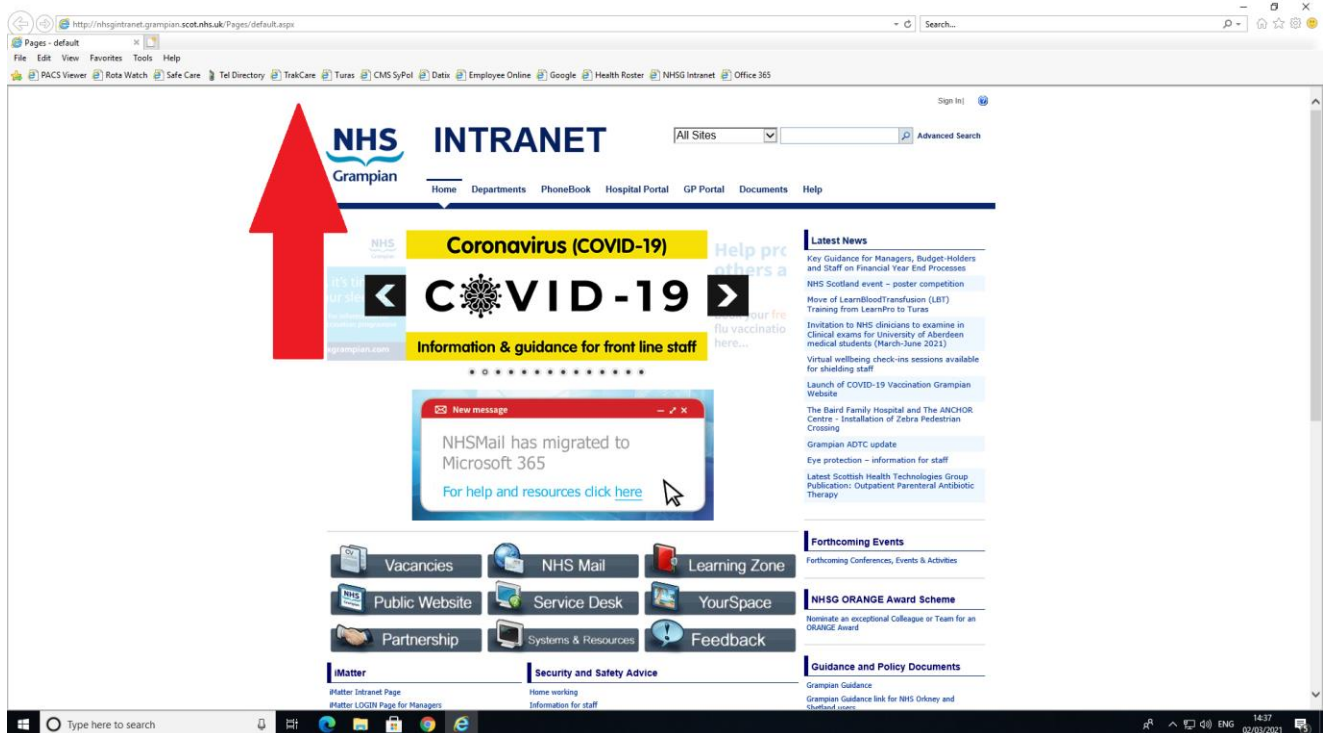 http://nhsgintranet.grampian.scot.nhs.uk/Pages/default.aspx
Search...
Pages - default
File Edit View Favorites Tools Help
PACS Viewer Rota Watch Safe Care Tel Directory TrakCare Turas CMS SyPol Datix Employee Online Google Health Roster NHSG Intranet Office 365
Sign In|
NHS
Grampian
INTRANET
All Sites
Advanced Search
Home Departments PhoneBook Hospital Portal GP Portal Documents Help
NHS
Coronavirus (COVID-19)
COVID-19
Information & guidance for front line staff
Help pro
others a
your fre
flu vaccinatio
here...
New message
NHSMail has migrated to
Microsoft 365
For help and resources click here
Vacancies
NHS Mail
Learning Zone
Public Website
Service Desk
YourSpace
Partnership
Systems & Resources
Feedback
iMatter
iMatter Intranet Page
iMatter LOGIN Page for Managers
Security and Safety Advice
Home working
Information for staff
Latest News
Key Guidance for Managers, Budget-Holders
and Staff on Financial Year End Processes
NHS Scotland event – poster competition
Move of LearnBloodTransfusion (LBT)
Training from LearnPro to Turas
Invitation to NHS clinicians to examine in
Clinical exams for University of Aberdeen
medical students (March-June 2021)
Virtual wellbeing check-ins sessions available
for shielding staff
Launch of COVID-19 Vaccination Grampian
Website
The Baird Family Hospital and The ANCHOR
Centre - Installation of Zebra Pedestrian
Crossing
Grampian ADTC update
Eye protection – information for staff
Latest Scottish Health Technologies Group
Publication: Outpatient Parenteral Antibiotic
Therapy
Forthcoming Events
Forthcoming Conferences, Events & Activities
NHSG ORANGE Award Scheme
Nominate an exceptional Colleague or Team for an
ORANGE Award
Guidance and Policy Documents
Grampian Guidance
Grampian Guidance link for NHS Orkney and
Shetland users
Type here to search
ENG
14:37
02/03/2021